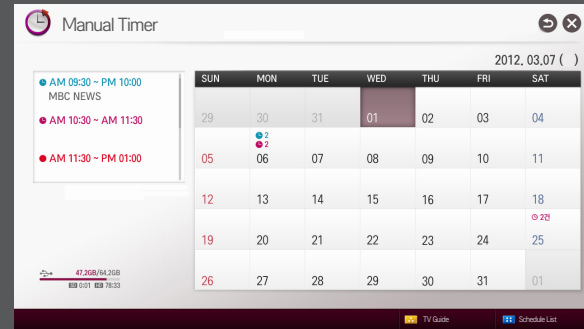 Manual Timer
2012. 03.07 ( )
AM 09:30 ~ PM 10:00
MBC NEWS
AM 10:30 ~ AM 11:30
AM 11:30 ~ PM 01:00
SUN MON TUE WED THU FRI SAT
29 30 31 01 02 03 04
2
2
05 06 07 08 09 10 11
12 13 14 15 16 17 18
2건
19 20 21 22 23 24 25
26 27 28 29 30 31 01
47.2GB/64.2GB
SD 0:01 HD 78:33
TV Guide Schedule List